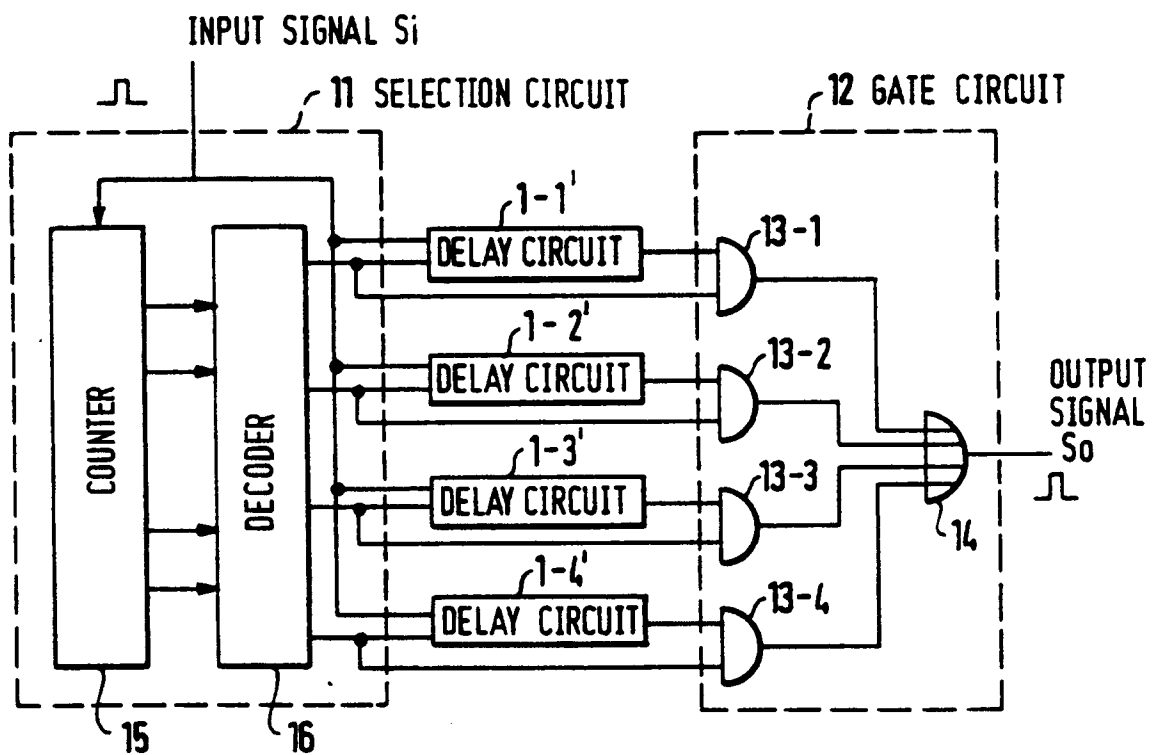 INPUT SIGNAL Si
11 SELECTION CIRCUIT
12 GATE CIRCUIT
1-1'
DELAY CIRCUIT
13-1
1-2'
DELAY CIRCUIT
13-2
OUTPUT
SIGNAL
So
COUNTER
DECODER
1-3'
DELAY CIRCUIT
13-3
14
1-4'
DELAY CIRCUIT
13-4
15
16